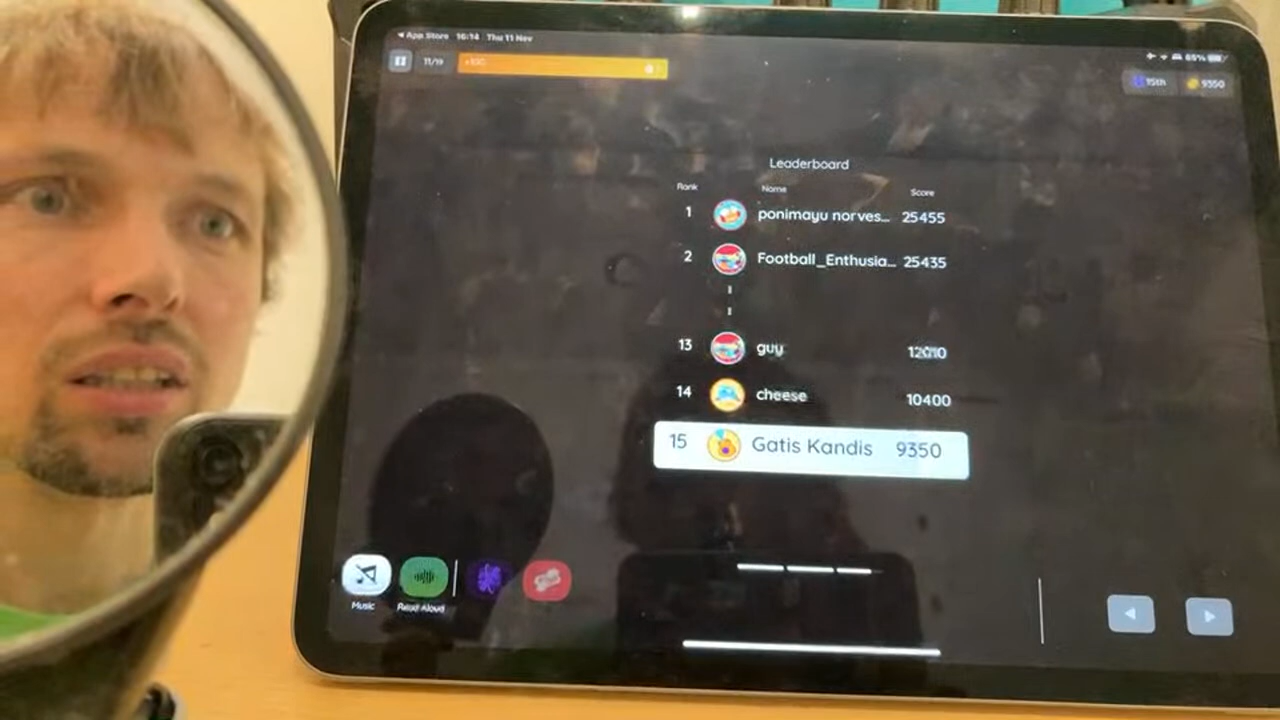 App Store 16:14 Thu 11 Nov
65%
11/19
15th 9350
Leaderboard
Rank Name Score
1 ponimayu norves... 25455
2 Football_Enthusia... 25435
13 guy
14 cheese 10400
15 Gatis Kandis 9350
Music Read Aloud